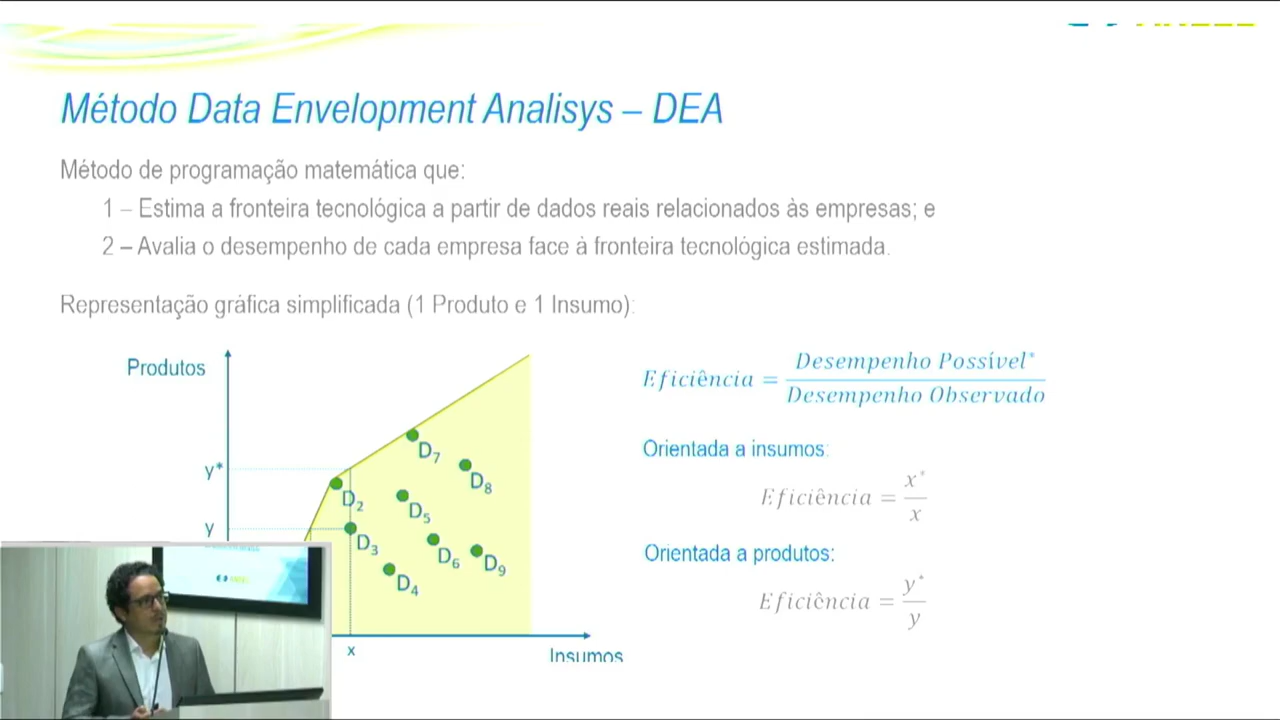 Método Data Envelopment Analisys – DEA
Método de programação matemática que:
1 – Estima a fronteira tecnológica a partir de dados reais relacionados às empresas; e
2 – Avalia o desempenho de cada empresa face à fronteira tecnológica estimada.
Representação gráfica simplificada (1 Produto e 1 Insumo):
Produtos
y*
y
D2
D3
D4
D5
D6
D7
D8
D9
x
Insumos
Eficiência = Desempenho Possível* / Desempenho Observado
Orientada a insumos:
Eficiência = x* / x
Orientada a produtos:
Eficiência = y* / y